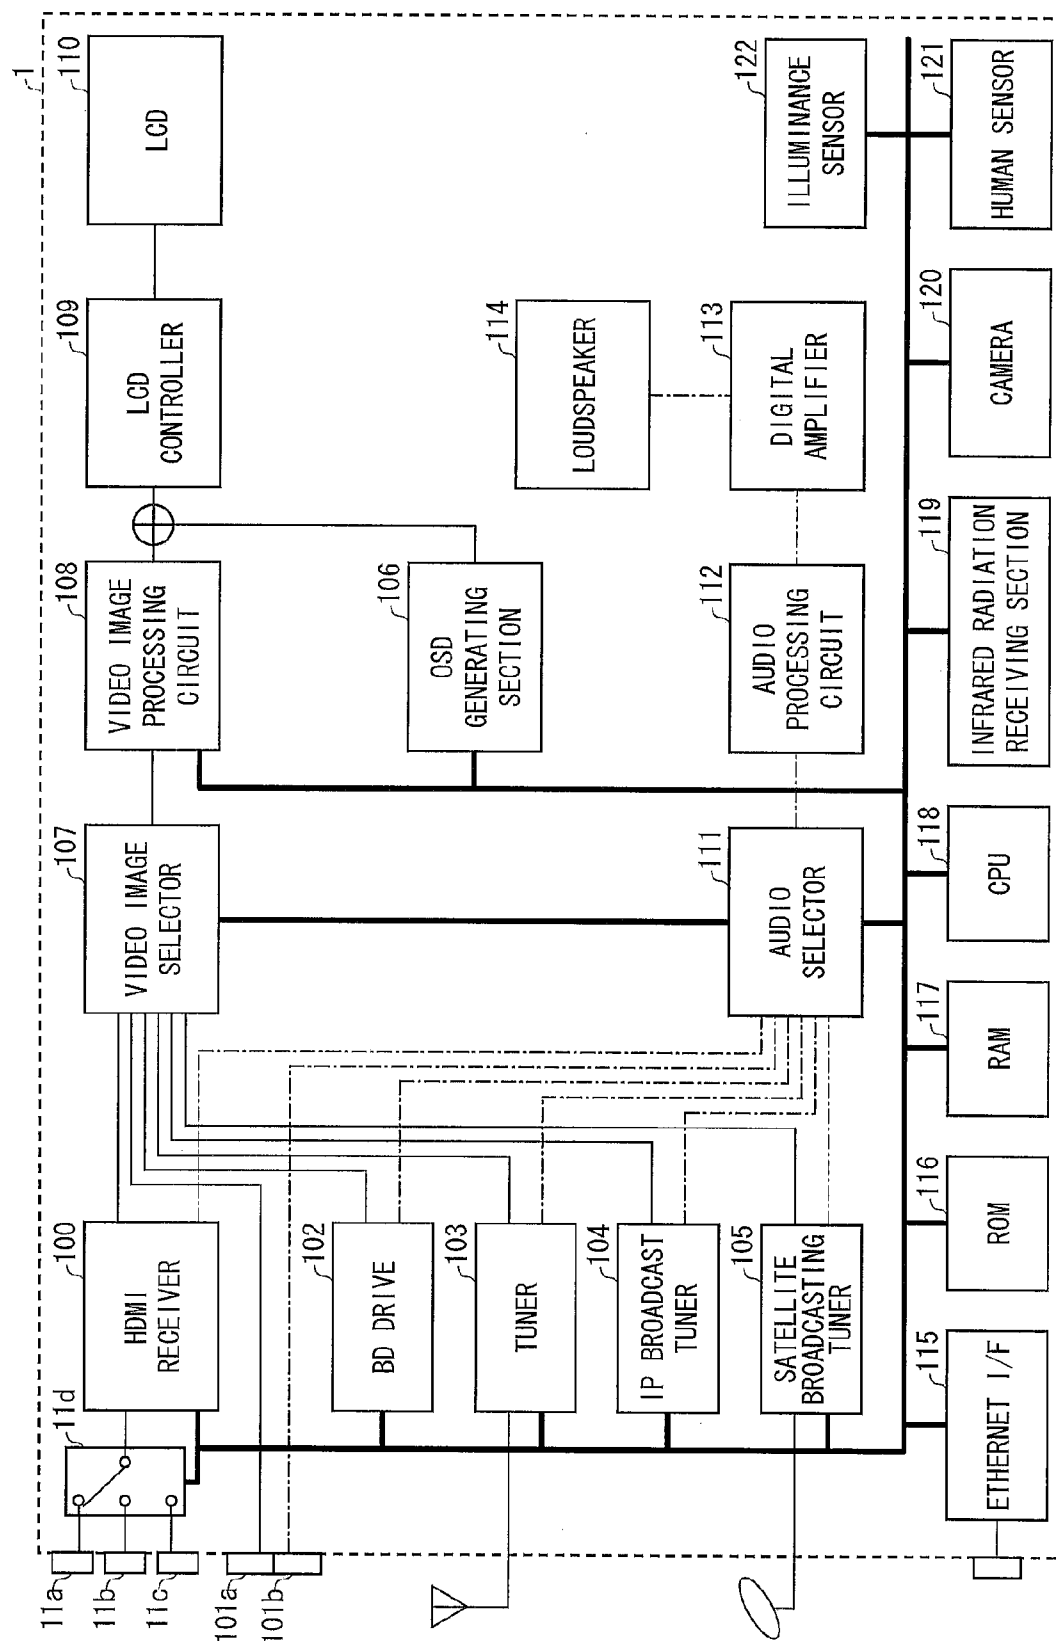 1
11a
11b
11c
11d
101a
101b
100
HDMI
RECEIVER
107
VIDEO IMAGE
SELECTOR
108
VIDEO IMAGE
PROCESSING
CIRCUIT
109
LCD
CONTROLLER
110
LCD
102
BD DRIVE
103
TUNER
104
IP BROADCAST
TUNER
105
SATELLITE
BROADCASTING
TUNER
106
OSD
GENERATING
SECTION
111
AUDIO
SELECTOR
112
AUDIO
PROCESSING
CIRCUIT
113
DIGITAL
AMPLIFIER
114
LOUDSPEAKER
122
ILLUMINANCE
SENSOR
115
ETHERNET I/F
116
ROM
117
RAM
118
CPU
119
INFRARED RADIATION
RECEIVING SECTION
120
CAMERA
121
HUMAN SENSOR